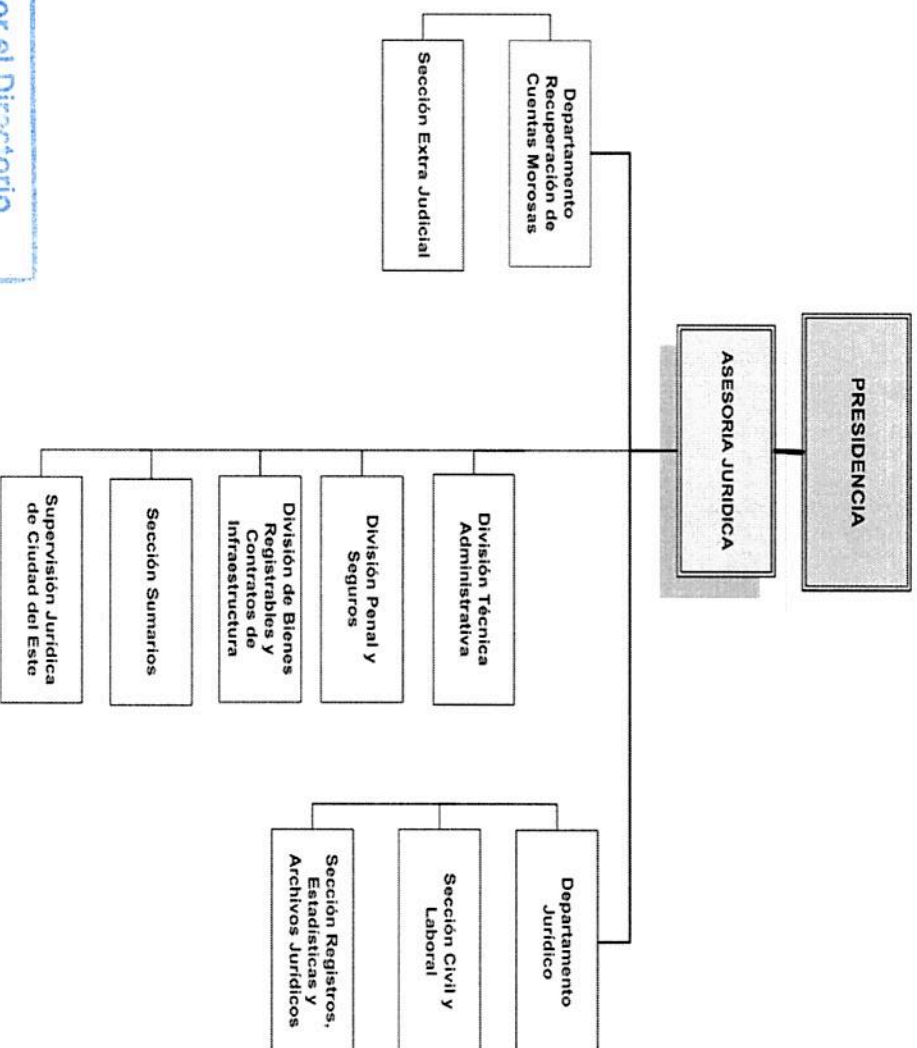 PRESIDENCIA
ASESORIA JURIDICA
Departamento
Recuperación de
Cuentas Morosas
Sección Extra Judicial
División Técnica
Administrativa
División Penal y
Seguros
División de Bienes
Registrables y
Contratos de
Infraestructura
Sección Sumarios
Supervisión Jurídica
de Ciudad del Este
Departamento
Jurídico
Sección Civil y
Laboral
Sección Registros,
Estadísticas y
Archivos Jurídicos
el Directorio